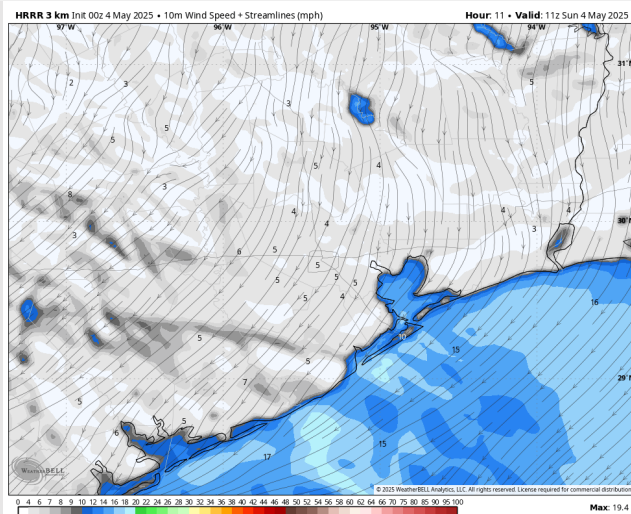 HRRR 3 km Init 00z 4 May 2025 • 10m Wind Speed + Streamlines (mph) Hour: 11 • Valid: 11z Sun 4 May 2025
97°W 96°W 95°W 94°W
31°N
2 3 3 5
5 5
5 4
3
8
4 4 4
4 3
30°N
3
6 5
5
5 5 5
5 4
16
5 10
15
5
29°N
7
5
5
6
15
17
WeatherBELL
© 2025 WeatherBELL Analytics, LLC. All rights reserved. License required for commercial distribution
0 4 5 6 7 8 9 10 12 14 16 18 20 22 24 26 28 30 32 34 36 38 40 42 44 46 48 50 52 54 56 58 60 62 64 66 70 75 80 85 90 95 100
Max: 19.4